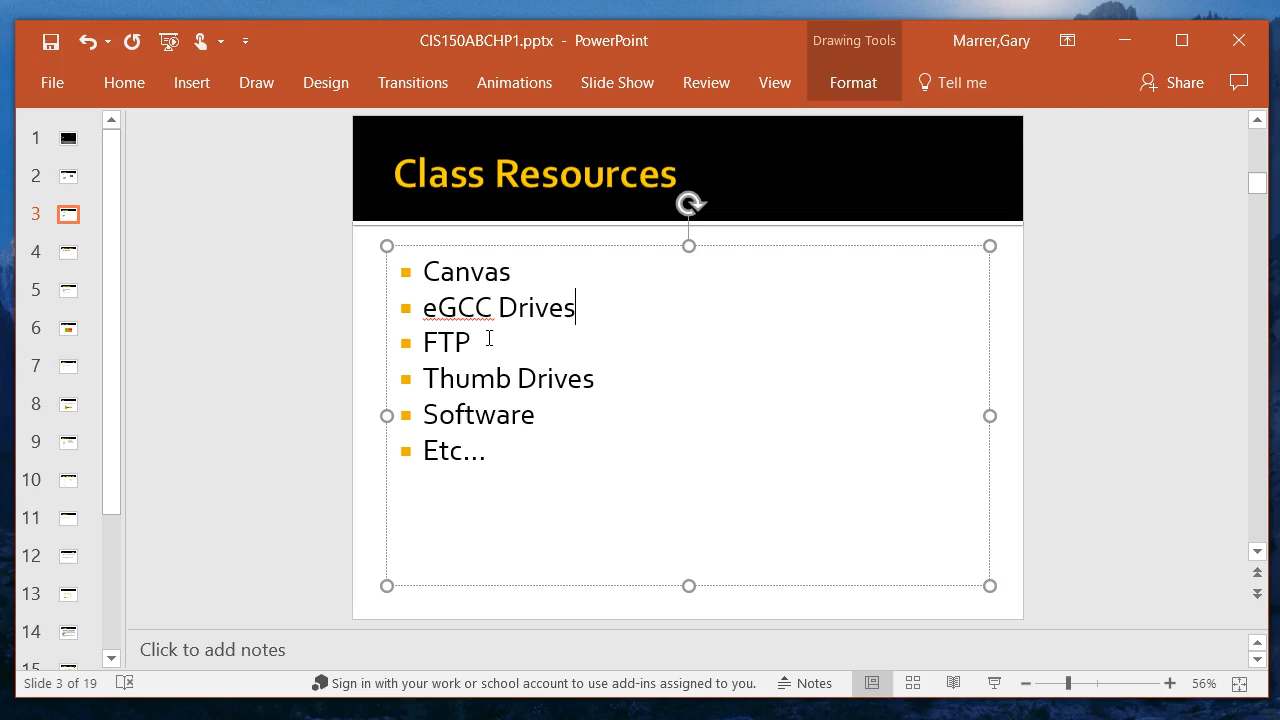 CIS150ABCHP1.pptx - PowerPoint
Drawing Tools
Marrer,Gary
File Home Insert Draw Design Transitions Animations Slide Show Review View Format Tell me Share
1
2
3
4
5
6
7
8
9
10
11
12
13
14
15
Class Resources
Canvas
eGCC Drives
FTP
Thumb Drives
Software
Etc...
Click to add notes
Slide 3 of 19 Sign in with your work or school account to use add-ins assigned to you. Notes 56%